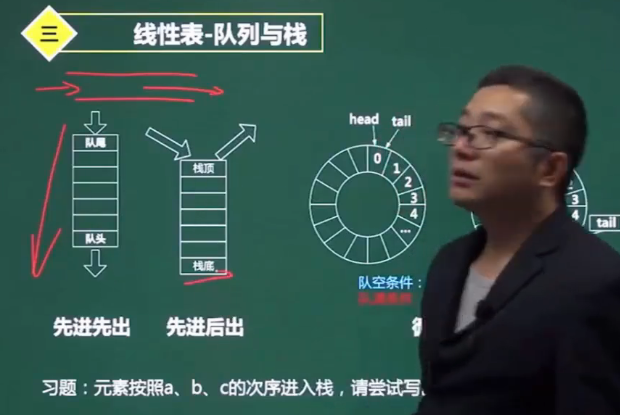 三
线性表-队列与栈
head tail
队尾
栈顶
0
1
2
3
4
...
3
4
tail
队头
栈底
队空条件：
先进先出 先进后出
循
习题：元素按照a、b、c的次序进入栈，请尝试写